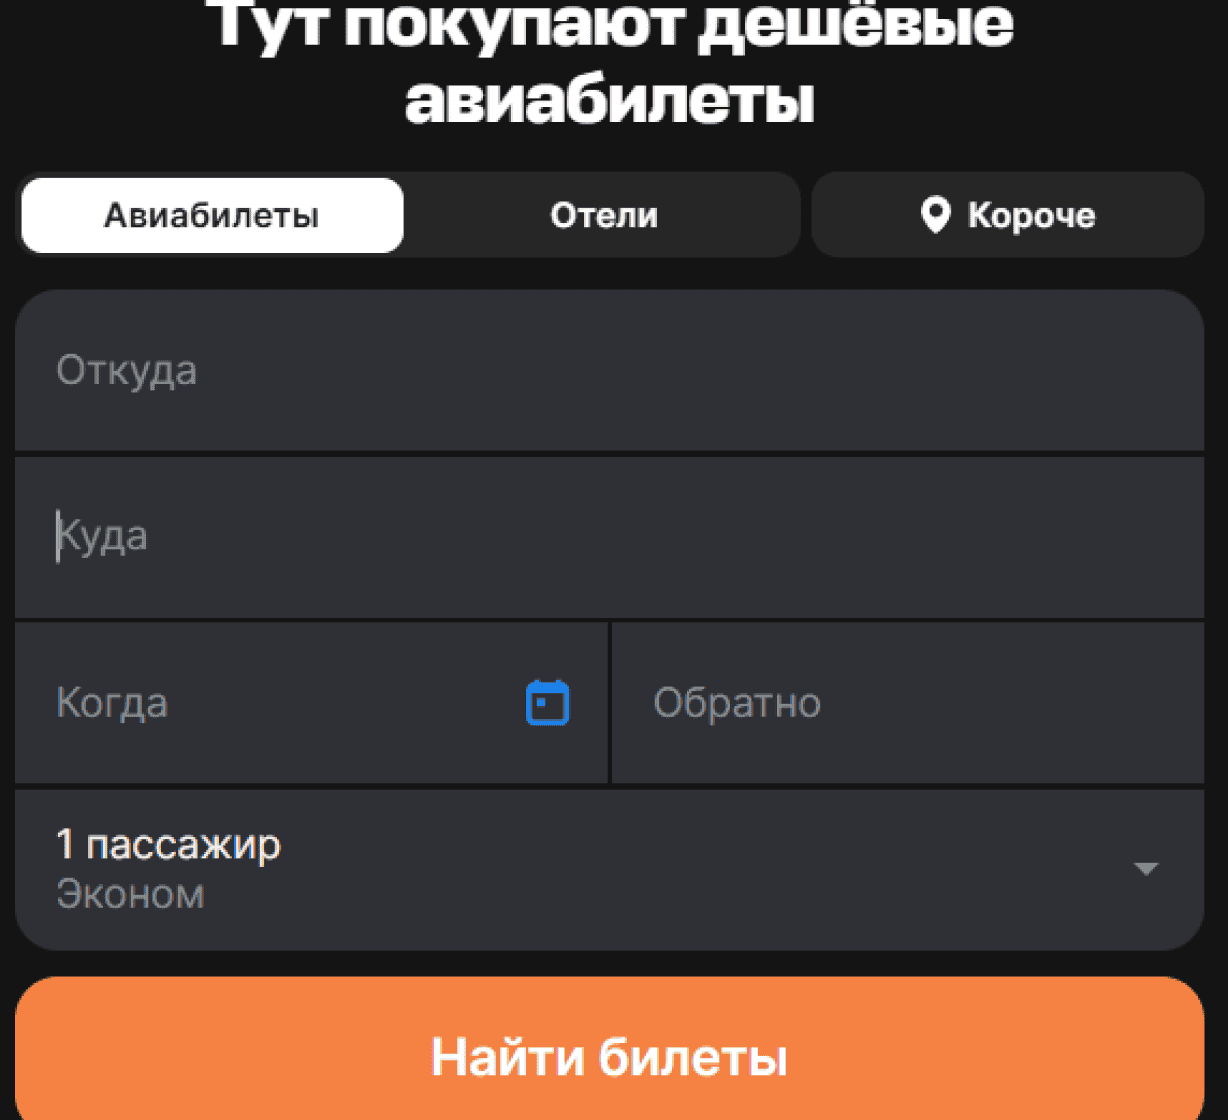 Тут покупают дешёвые
авиабилеты
Авиабилеты
Отели
Короче
Откуда
Куда
Когда
Обратно
1 пассажир
Эконом
Найти билеты